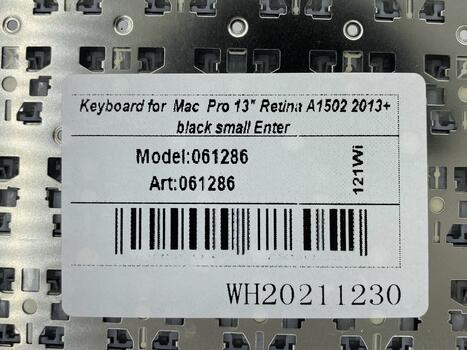 Keyboard for Mac Pro 13" Retina A1502 2013+
black small Enter
Model:061286
Art:061286
121Wi
WH20211230